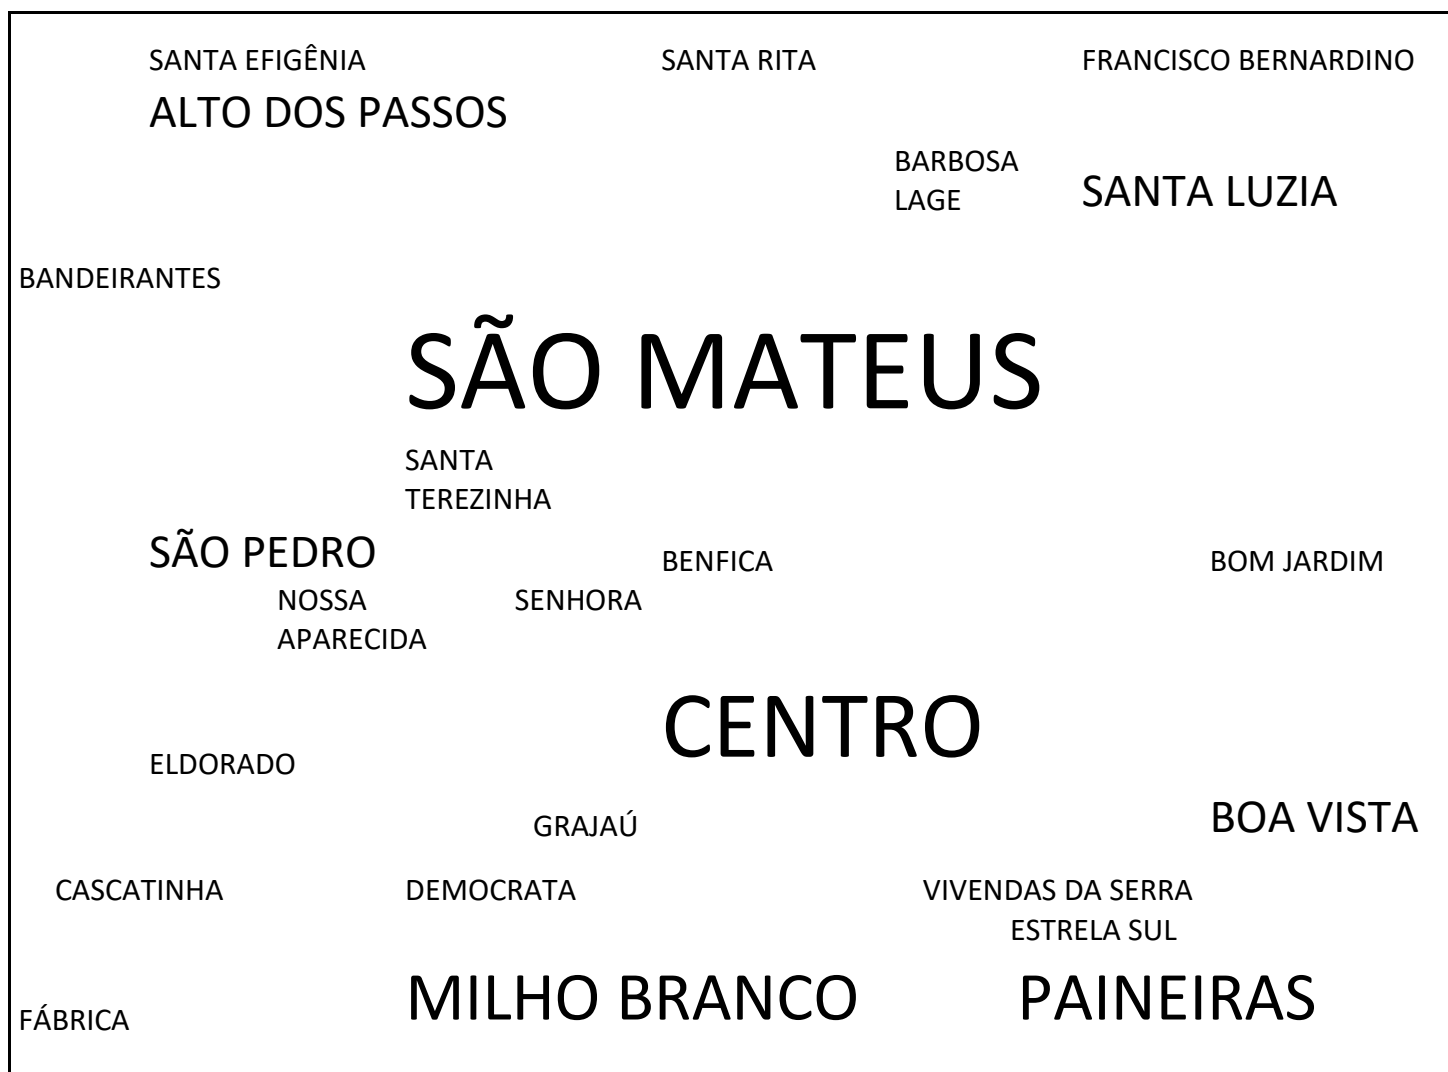 SANTA EFIGÊNIA SANTA RITA FRANCISCO BERNARDINO
ALTO DOS PASSOS
BARBOSA
LAGE SANTA LUZIA
BANDEIRANTES
SÃO MATEUS
SANTA
TEREZINHA
SÃO PEDRO BENFICA BOM JARDIM
NOSSA SENHORA
APARECIDA
CENTRO
ELDORADO
GRAJAÚ BOA VISTA
CASCATINHA DEMOCRATA VIVENDAS DA SERRA
ESTRELA SUL
FÁBRICA MILHO BRANCO PAINEIRAS